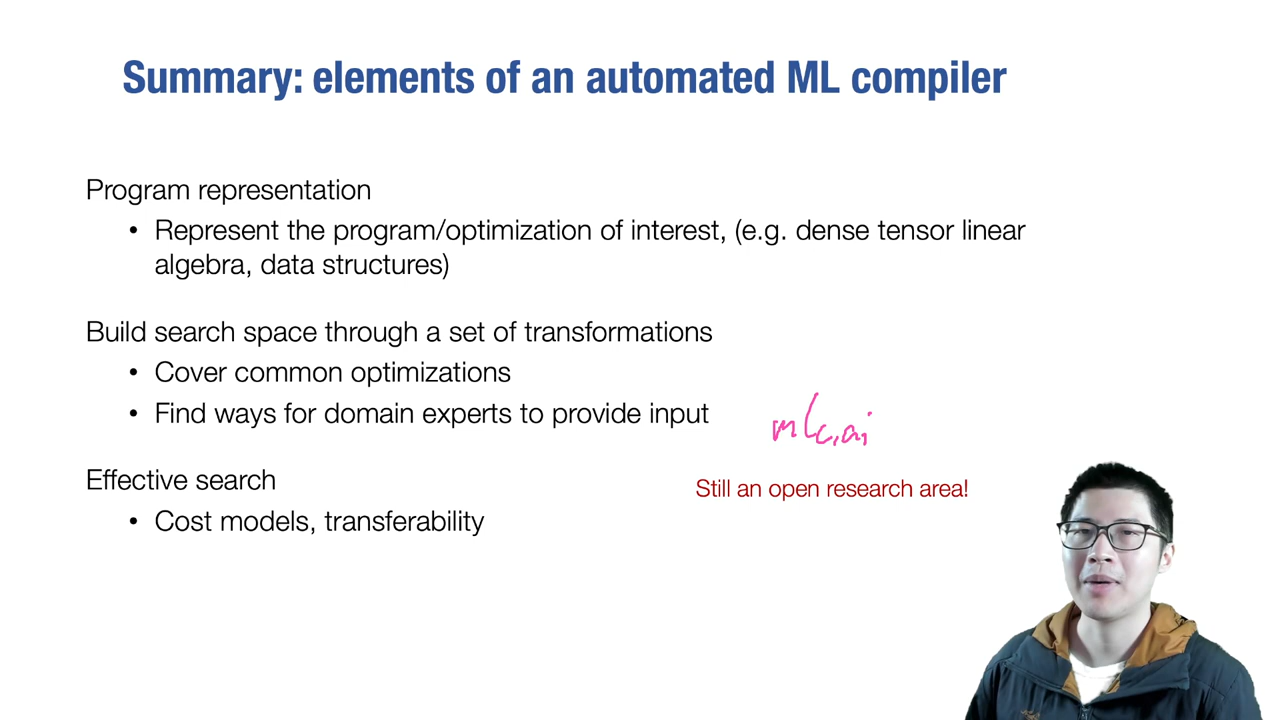 Summary: elements of an automated ML compiler
Program representation
• Represent the program/optimization of interest, (e.g. dense tensor linear
algebra, data structures)
Build search space through a set of transformations
• Cover common optimizations
• Find ways for domain experts to provide input
mlc.ai
Effective search
Still an open research area!
• Cost models, transferability